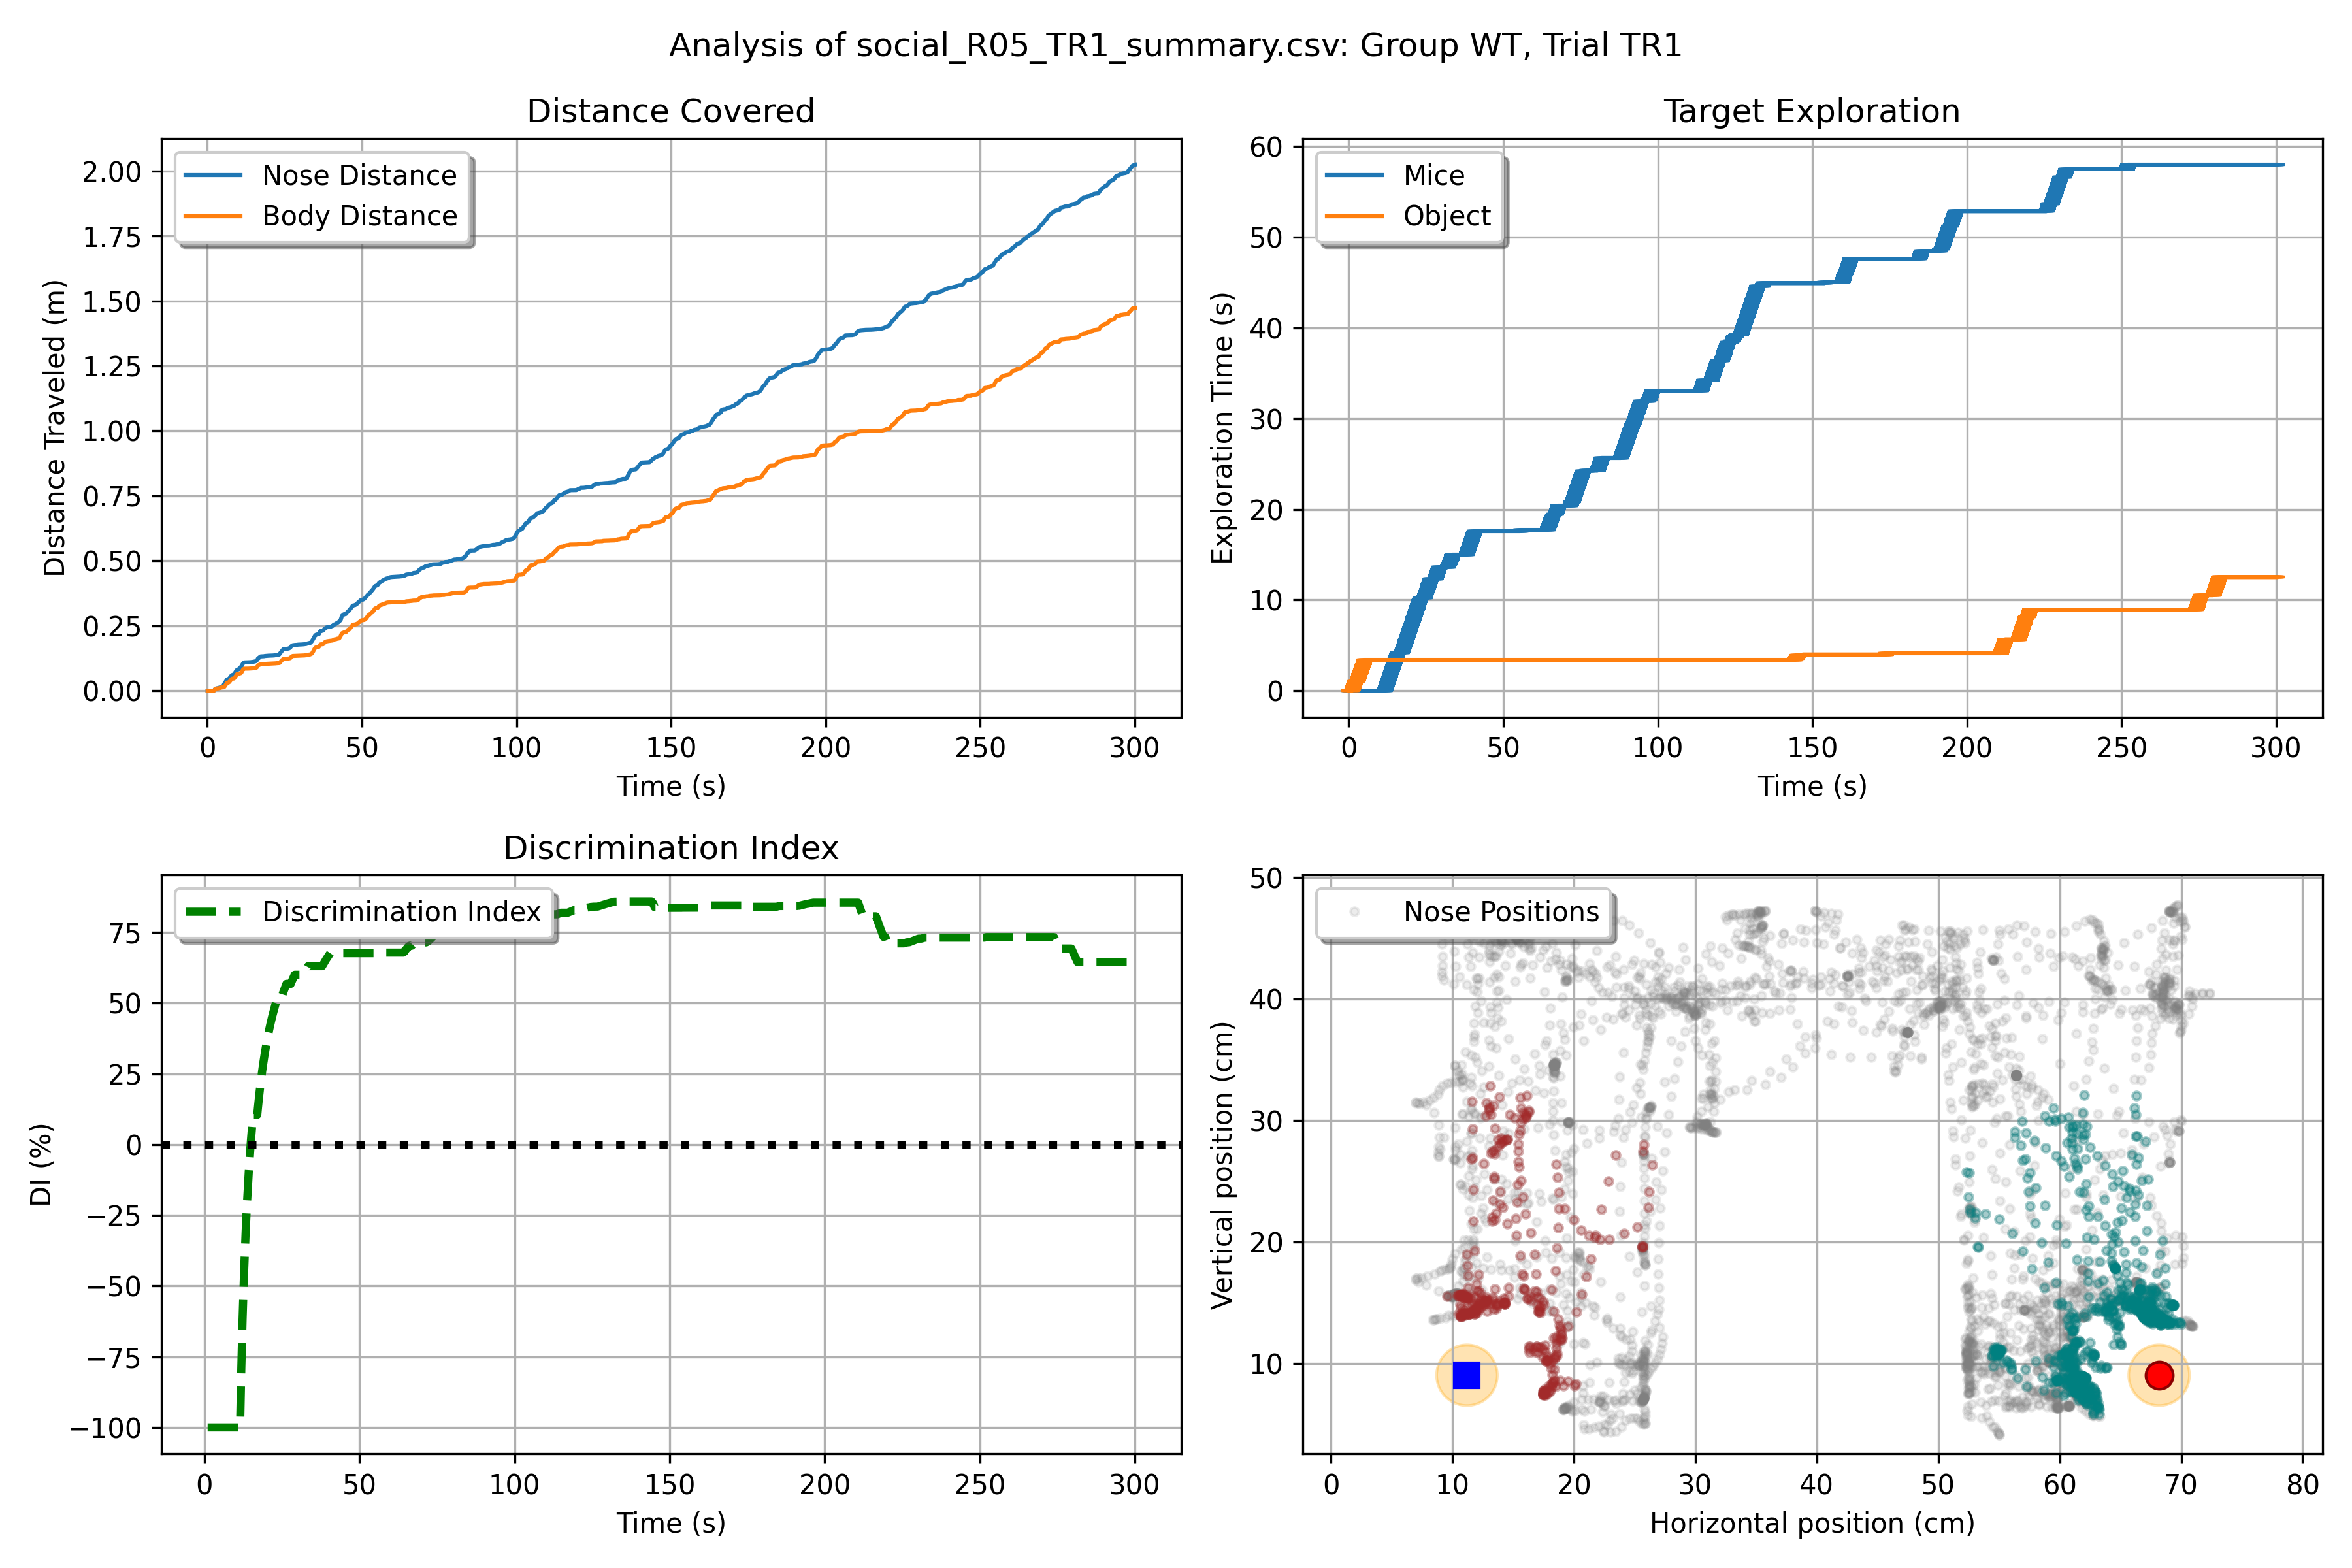 Analysis of social_R05_TR1_summary.csv: Group WT, Trial TR1
Distance Covered
Nose Distance
Body Distance
Distance Traveled (m)
2.00
1.75
1.50
1.25
1.00
0.75
0.50
0.25
0.00
0 50 100 150 200 250 300
Time (s)
Target Exploration
Mice
Object
Exploration Time (s)
60
50
40
30
20
10
0
0 50 100 150 200 250 300
Time (s)
Discrimination Index
Discrimination Index
DI (%)
75
50
25
0
−25
−50
−75
−100
0 50 100 150 200 250 300
Time (s)
Nose Positions
Vertical position (cm)
50
40
30
20
10
0 10 20 30 40 50 60 70 80
Horizontal position (cm)